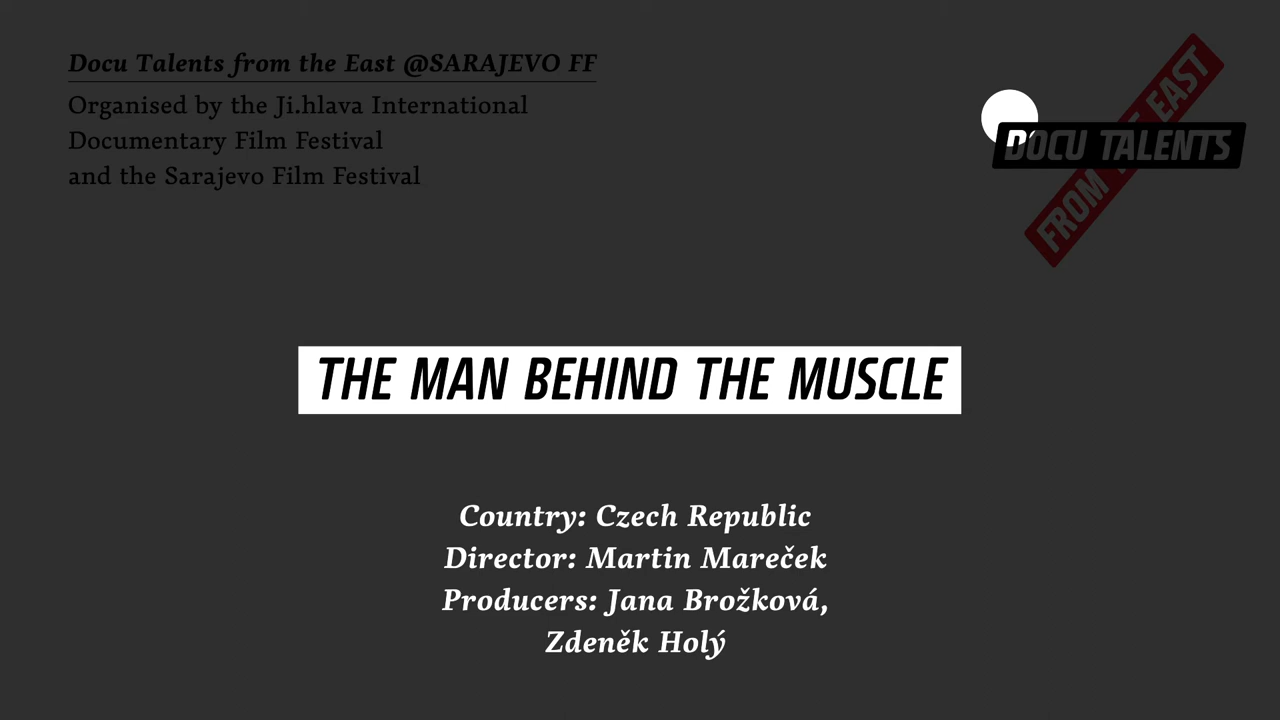 Docu Talents from the East @SARAJEVO FF
Organised by the Ji.hlava International
Documentary Film Festival
and the Sarajevo Film Festival
DOCU TALENTS
FROM THE EAST
THE MAN BEHIND THE MUSCLE
Country: Czech Republic
Director: Martin Mareček
Producers: Jana Brožková,
Zdeněk Holý